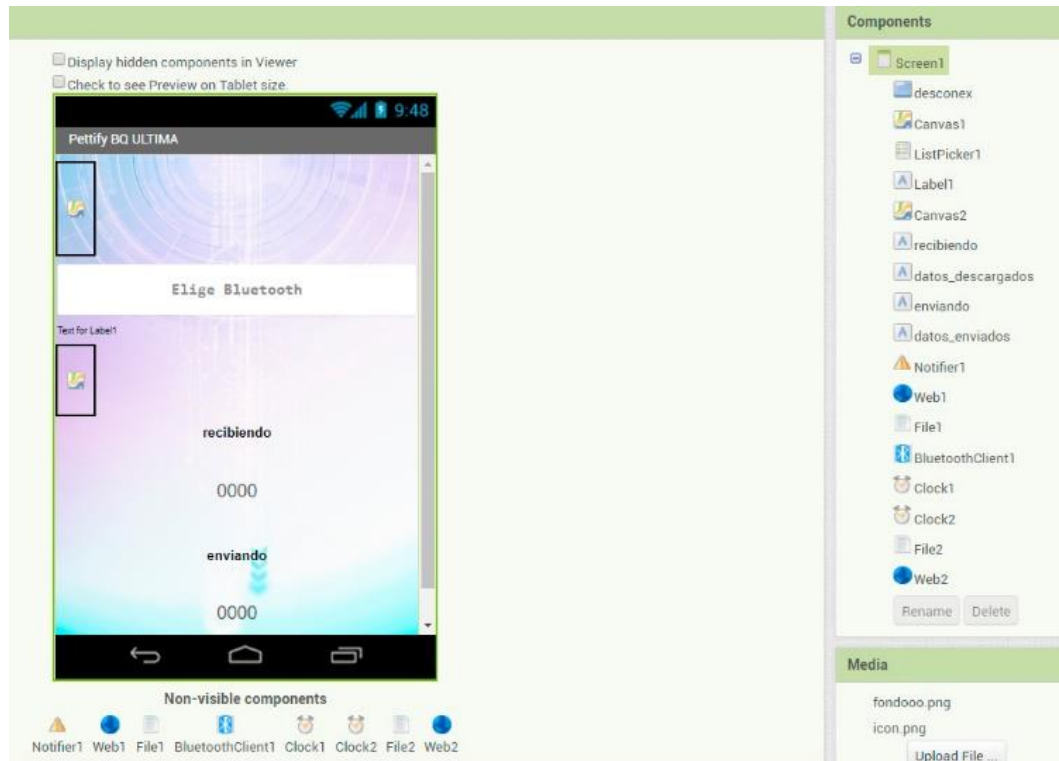 Components
Display hidden components in Viewer
Check to see Preview on Tablet size.
9:48
Pettify BQ ULTIMA
Elige Bluetooth
Text for Label1
recibiendo
0000
enviando
0000
Non-visible components
Notifier1 Web1 File1 BluetoothClient1 Clock1 Clock2 File2 Web2
Screen1
desconex
Canvas1
ListPicker1
Label1
Canvas2
recibiendo
datos_descargados
enviando
datos_enviados
Notifier1
Web1
File1
BluetoothClient1
Clock1
Clock2
File2
Web2
Rename Delete
Media
fondooo.png
icon.png
Upload File ...